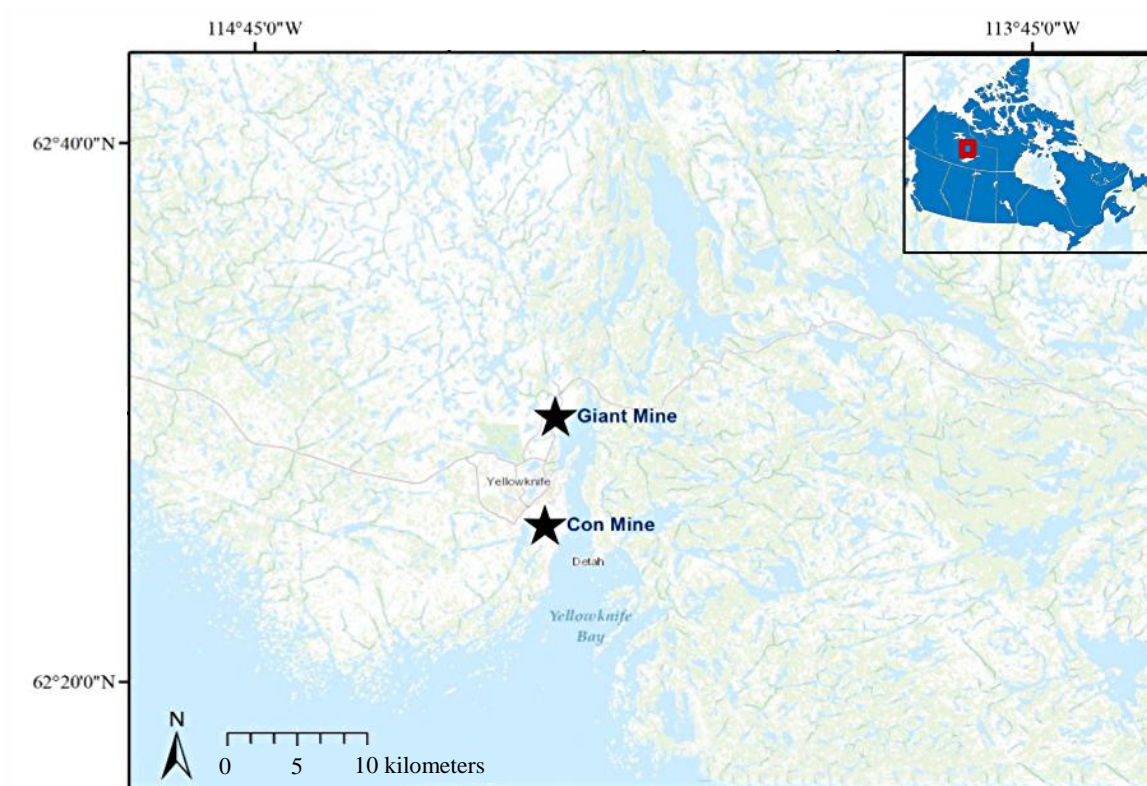 114°45'0"W
113°45'0"W
62°40'0"N
Giant Mine
Yellowknife
Con Mine
Detah
Yellowknife
Bay
62°20'0"N
N
0 5 10 kilometers